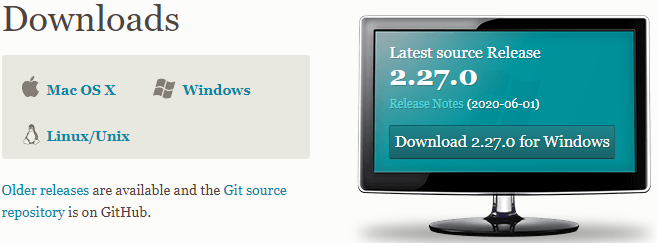 Downloads
Mac OS X
Windows
Linux/Unix
Older releases are available and the Git source
repository is on GitHub.
Latest source Release
2.27.0
Release Notes (2020-06-01)
Download 2.27.0 for Windows